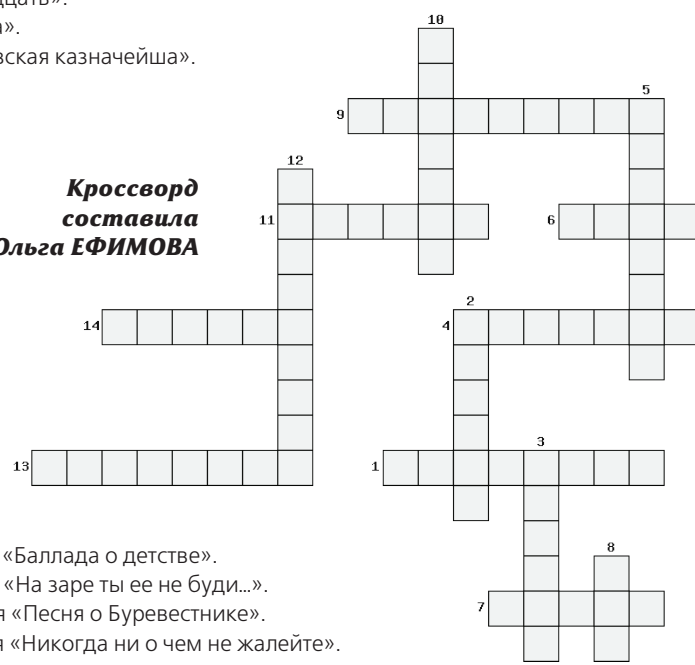 дцать».
а».
вская казначейша».
Кроссворд
составила
Ольга ЕФИМОВА
10
5
9
12
11
6
2
14
4
3
13
1
8
7
«Баллада о детстве».
«На заре ты ее не буди...».
я «Песня о Буревестнике».
я «Никогда ни о чем не жалейте».